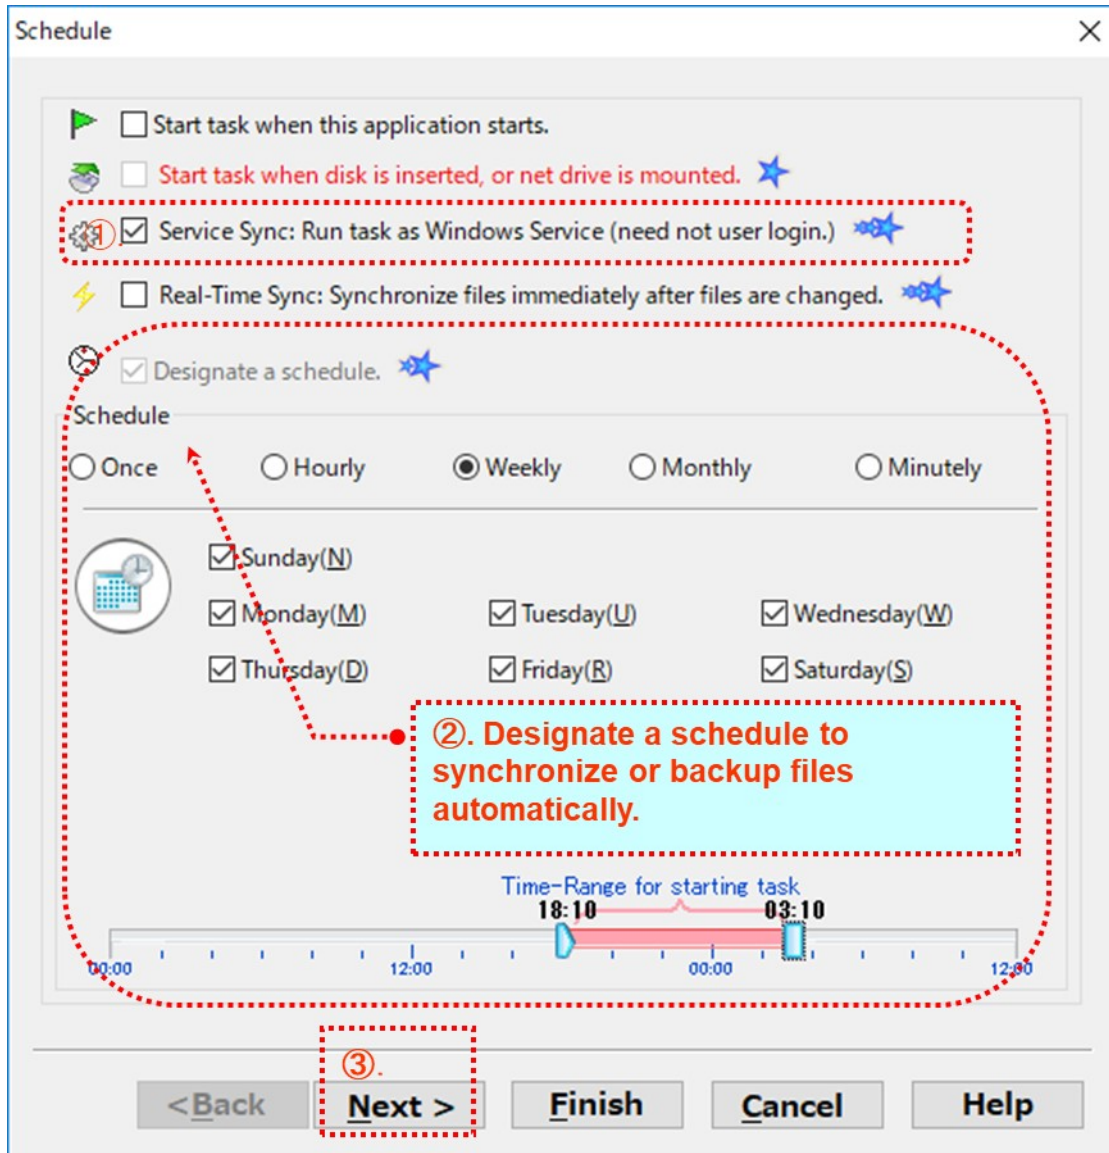 Schedule
Start task when this application starts.
Start task when disk is inserted, or net drive is mounted.
①. Service Sync: Run task as Windows Service (need not user login.)
Real-Time Sync: Synchronize files immediately after files are changed.
Designate a schedule.
Schedule
Once Hourly Weekly Monthly Minutely
Sunday(N)
Monday(M) Tuesday(U) Wednesday(W)
Thursday(D) Friday(R) Saturday(S)
②. Designate a schedule to
synchronize or backup files
automatically.
Time-Range for starting task
18:10 03:10
00:00 12:00 00:00 12:00
③.
<Back Next > Finish Cancel Help